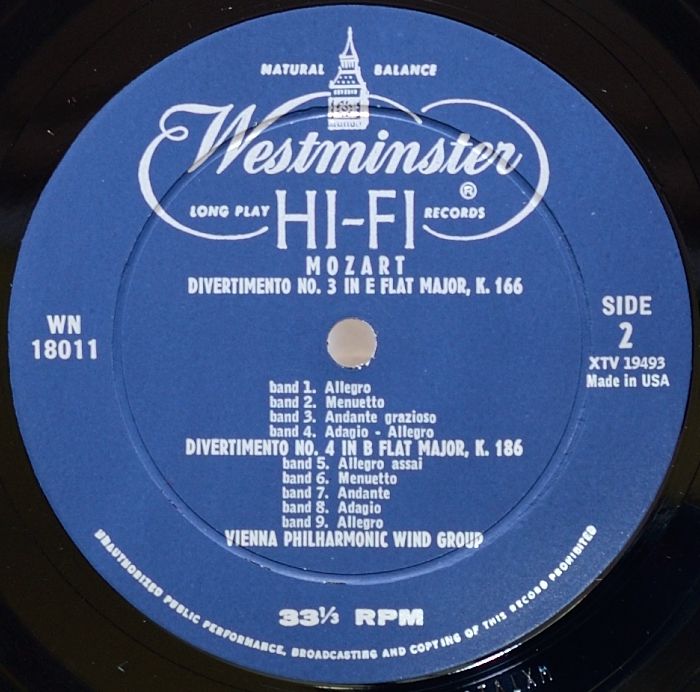 NATURAL BALANCE
Westminster ®
LONG PLAY HI-FI RECORDS
MOZART
DIVERTIMENTO NO. 3 IN E FLAT MAJOR, K. 166
WN
18011
SIDE
2
XTV 19493
Made in USA
band 1. Allegro
band 2. Menuetto
band 3. Andante grazioso
band 4. Adagio - Allegro
DIVERTIMENTO NO. 4 IN B FLAT MAJOR, K. 186
band 5. Allegro assai
band 6. Menuetto
band 7. Andante
band 8. Adagio
band 9. Allegro
VIENNA PHILHARMONIC WIND GROUP
33⅓ RPM
UNAUTHORIZED PUBLIC PERFORMANCE, BROADCASTING AND COPYING OF THIS RECORD PROHIBITED